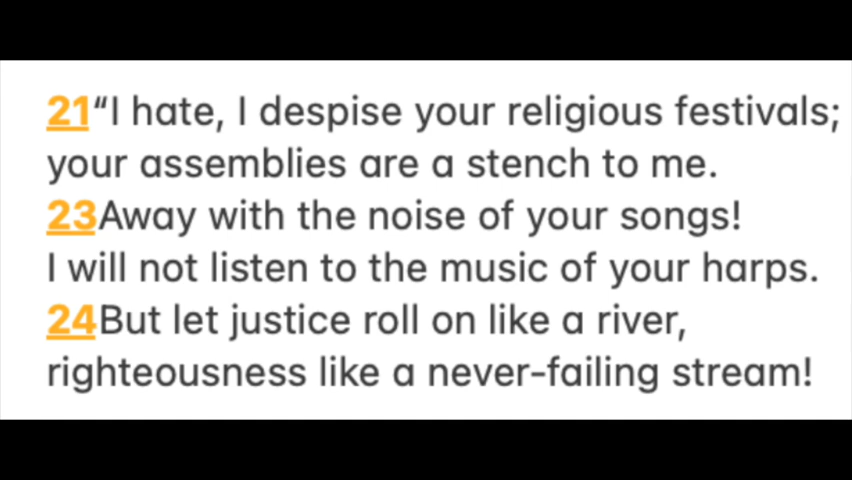 21“I hate, I despise your religious festivals;
your assemblies are a stench to me.
23Away with the noise of your songs!
I will not listen to the music of your harps.
24But let justice roll on like a river,
righteousness like a never-failing stream!